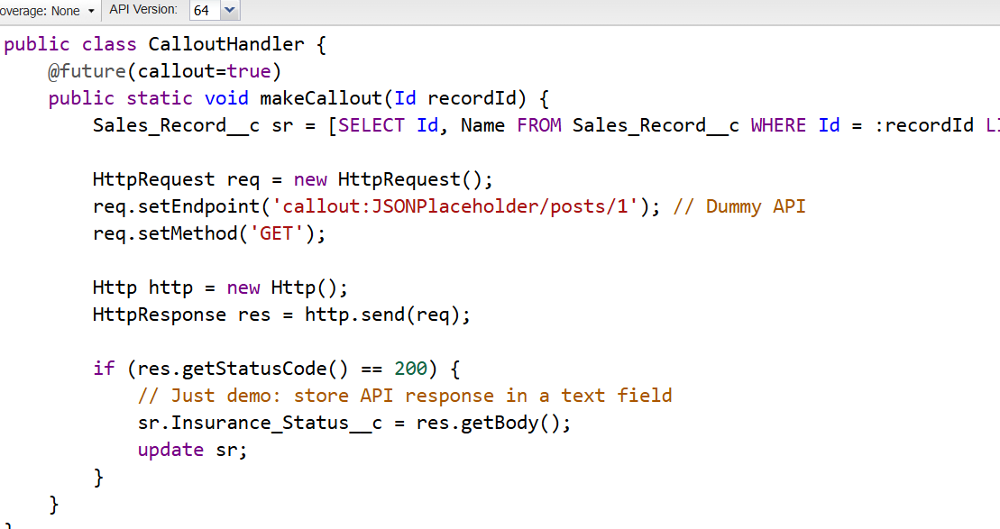 overage: None API Version: 64
public class CalloutHandler {
    @future(callout=true)
    public static void makeCallout(Id recordId) {
        Sales_Record__c sr = [SELECT Id, Name FROM Sales_Record__c WHERE Id = :recordId LI
        HttpRequest req = new HttpRequest();
        req.setEndpoint('callout:JSONPlaceholder/posts/1'); // Dummy API
        req.setMethod('GET');
        Http http = new Http();
        HttpResponse res = http.send(req);
        if (res.getStatusCode() == 200) {
            // Just demo: store API response in a text field
            sr.Insurance_Status__c = res.getBody();
            update sr;
        }
    }
}